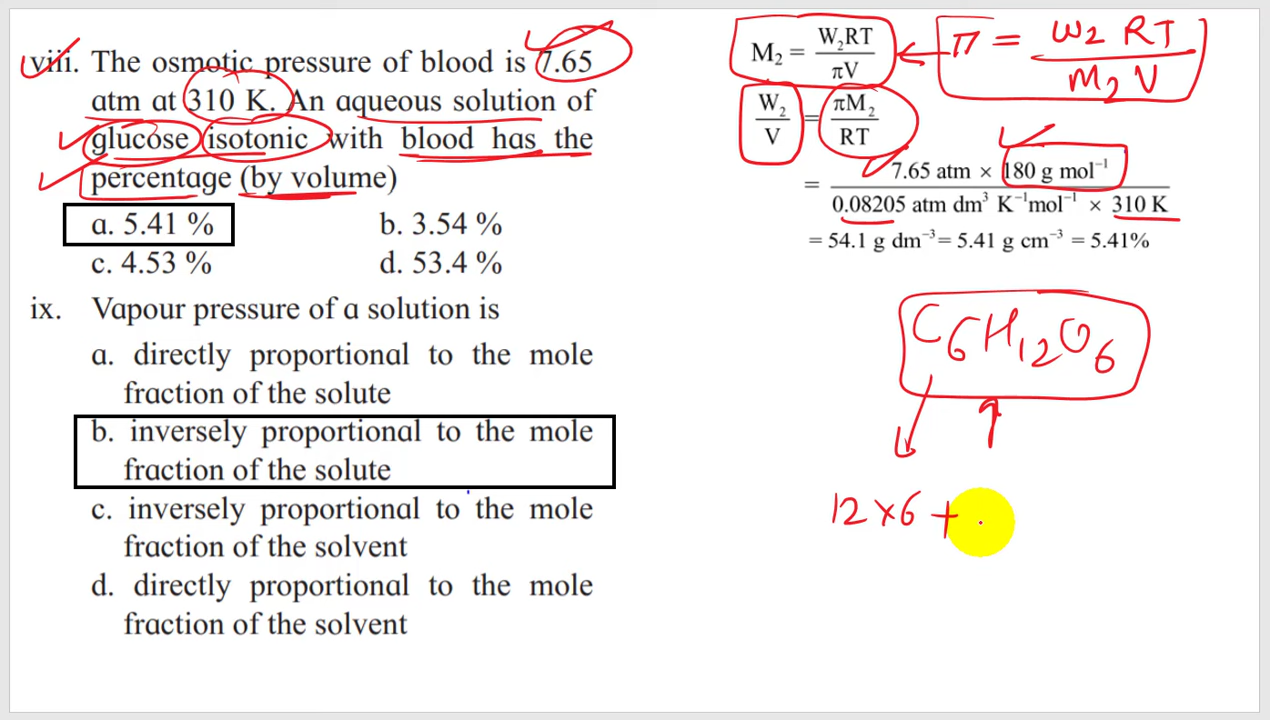 viii. The osmotic pressure of blood is 7.65
atm at 310 K. An aqueous solution of
glucose isotonic with blood has the
percentage (by volume)
a. 5.41 % b. 3.54 %
c. 4.53 % d. 53.4 %
ix. Vapour pressure of a solution is
a. directly proportional to the mole
fraction of the solute
b. inversely proportional to the mole
fraction of the solute
c. inversely proportional to the mole
fraction of the solvent
d. directly proportional to the mole
fraction of the solvent
M₂ = W₂RT / πV
π = W₂ RT / M₂ V
W₂ / V = πM₂ / RT
= 7.65 atm × 180 g mol⁻¹ / 0.08205 atm dm³ K⁻¹mol⁻¹ × 310 K
= 54.1 g dm⁻³ = 5.41 g cm⁻³ = 5.41%
C₆H₁₂O₆
12 × 6 +